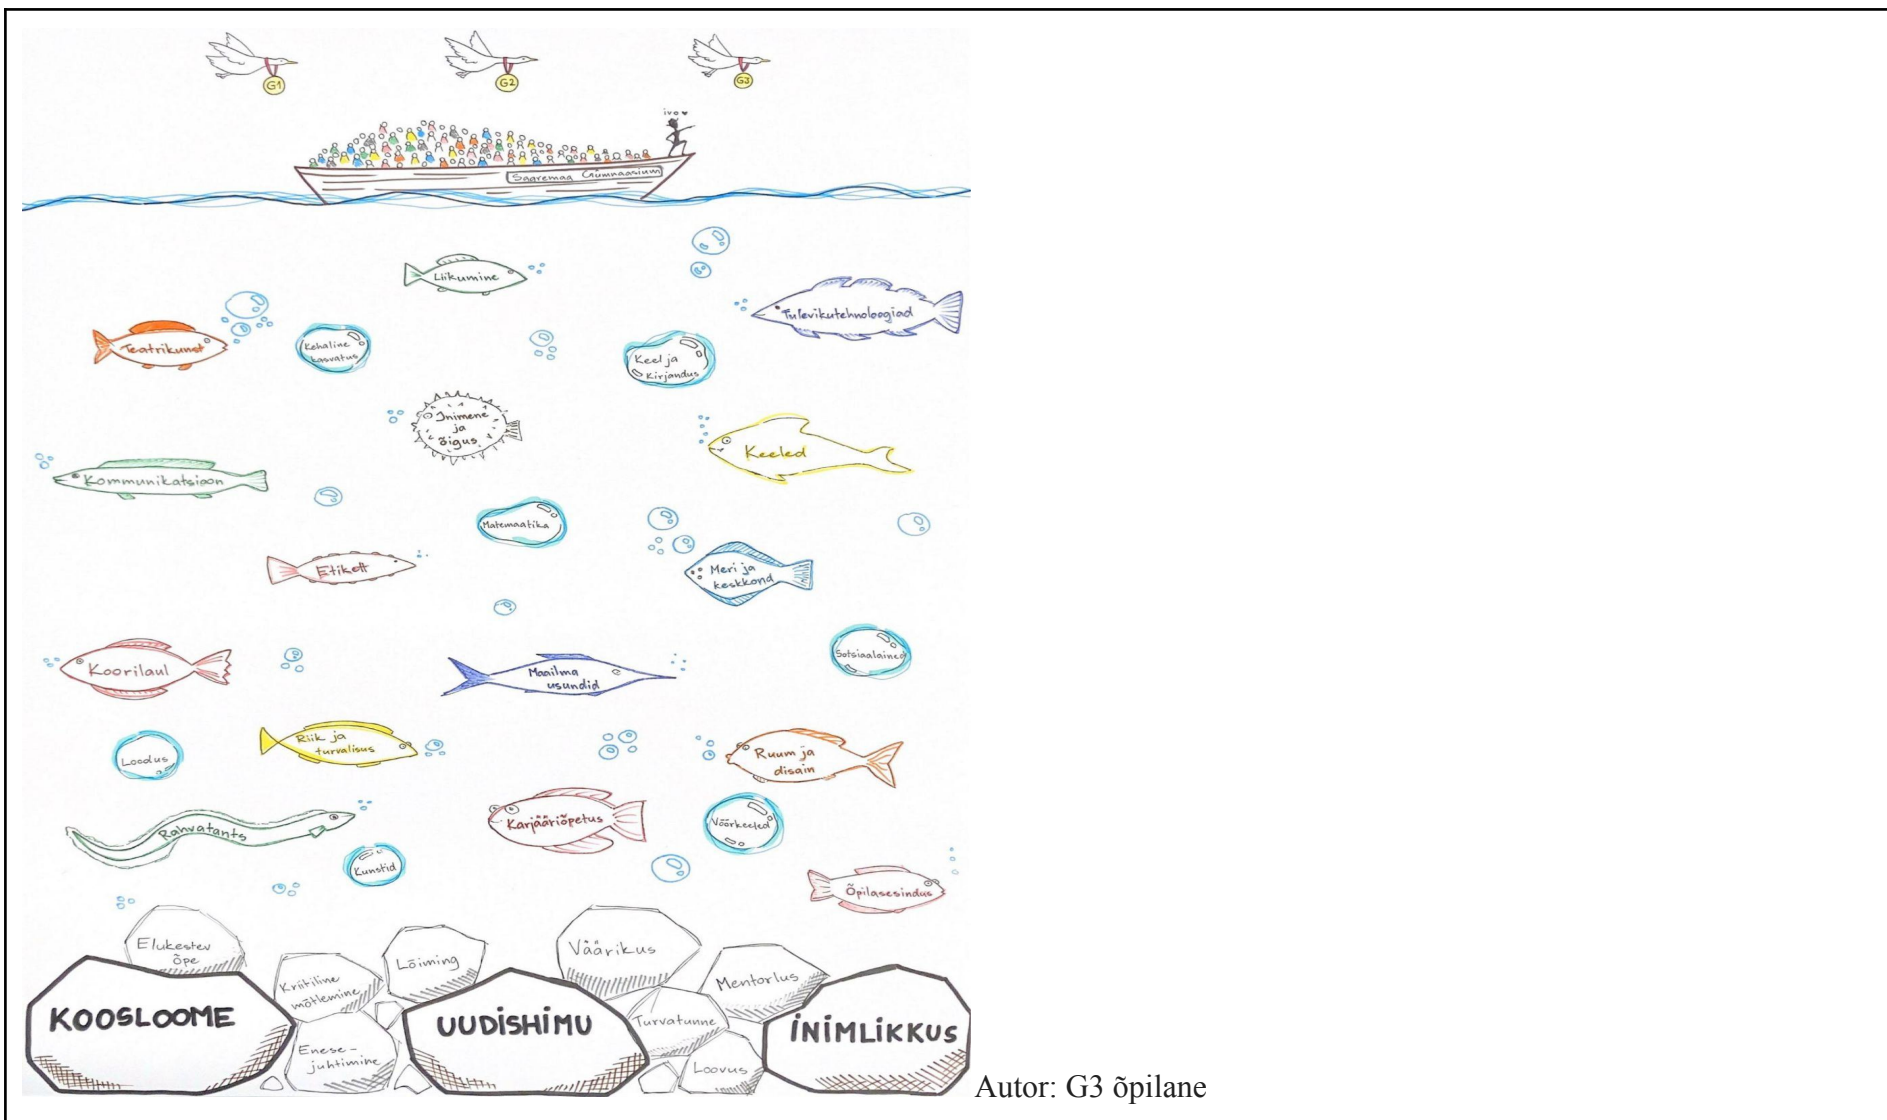 G1
G2
G3
ivo ♥
Saaremaa Gümnaasium
Liikumine
Tulevikutehnoloogiad
Teatrikunst
Kehaline
kasvatus
Keel ja
Kirjandus
Inimene
ja
õigus
Keeled
Kommunikatsioon
Matemaatika
Etikett
Meri ja
keskkond
Sotsiaalained
Koorilaul
Maailma
usundid
Riik ja
turvalisus
Loodus
Ruum ja
disain
Rahvatants
Karjääriõpetus
Võõrkeeled
Kunstid
Õpilasesindus
Elukestev
õpe
Kriitiline
mõtlemine
Lõiming
Väärikus
Mentorlus
KOOSLOOME
UUDISHIMU
Turvatunne
INIMLIKKUS
Enese-
juhtimine
Loovus
Autor: G3 õpilane